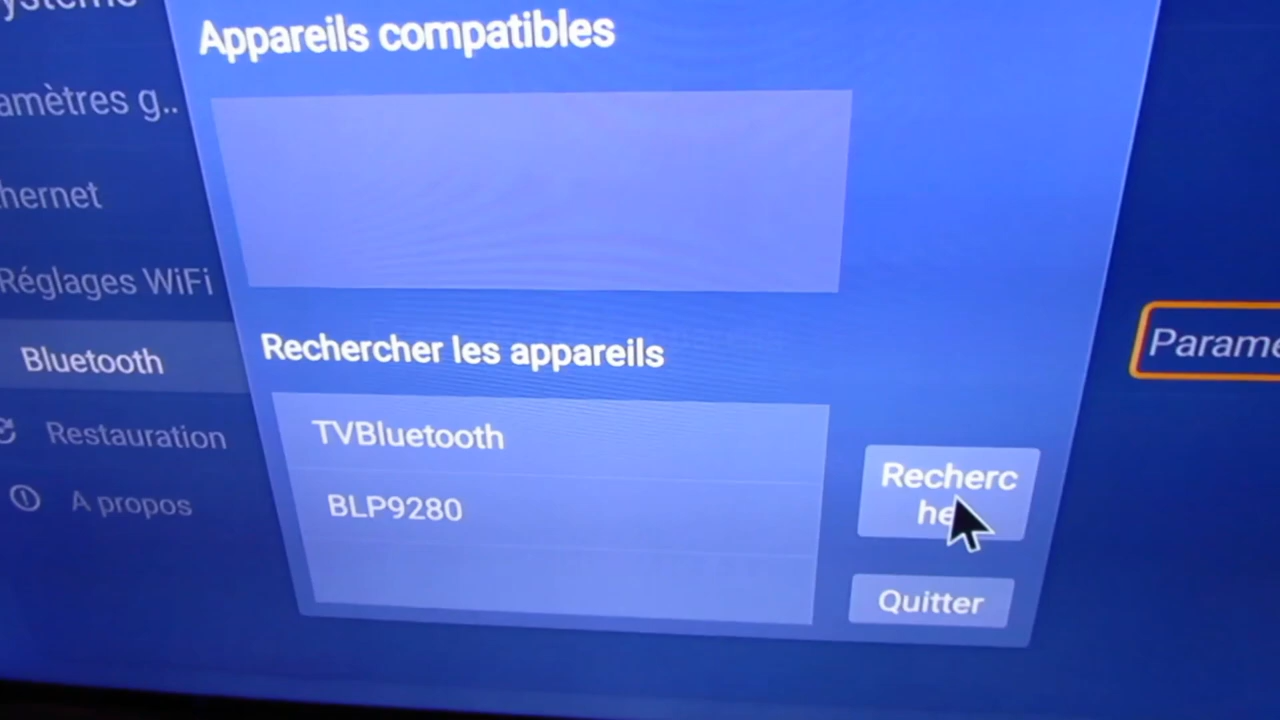 Appareils compatibles
amètres g..
hernet
Réglages WiFi
Rechercher les appareils
Bluetooth
Parame
TVBluetooth
Restauration
Recherc
he
BLP9280
A propos
Quitter